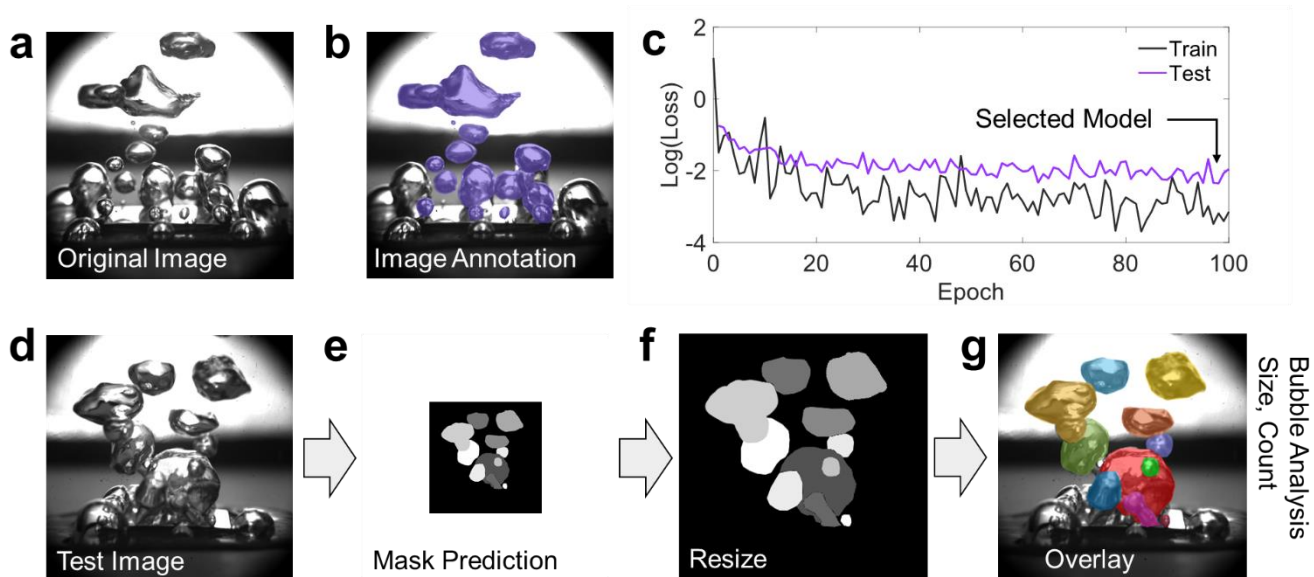 a
Original Image
b
Image Annotation
c
Log(Loss)
2
0
-2
-4
0
20
40
60
80
100
Epoch
Train
Test
Selected Model
d
Test Image
e
Mask Prediction
f
Resize
g
Overlay
Bubble Analysis
Size, Count